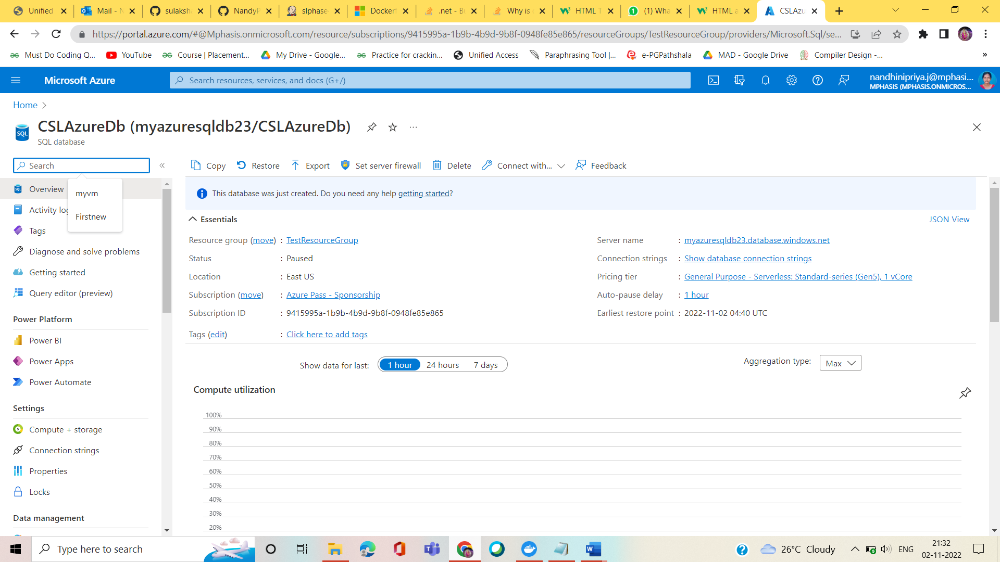 Unified
Mail - N
sulaksha
NandyP
slphase
Dockerf
.net - Bu
Why is
HTML T
(1) Wha
HTML a
CSLAzu
https://portal.azure.com/#@Mphasis.onmicrosoft.com/resource/subscriptions/9415995a-1b9b-4b9d-9b8f-0948fe85e865/resourceGroups/TestResourceGroup/providers/Microsoft.Sql/se...
Must Do Coding Q...
YouTube
Course | Placement...
My Drive - Google...
Practice for crackin...
Unified Access
Paraphrasing Tool |...
e-PGPathshala
MAD - Google Drive
Compiler Design -...
»
Microsoft Azure
Search resources, services, and docs (G+/)
nandhinipriya.j@mphasi...
MPHASIS (MPHASIS.ONMICROS...
Home
CSLAzureDb (myazuresqldb23/CSLAzureDb)
SQL
SQL database
Search
Copy
Restore
Export
Set server firewall
Delete
Connect with...
Feedback
Overview
myvm
Firstnew
Activity log
Tags
Diagnose and solve problems
Getting started
Query editor (preview)
Power Platform
Power BI
Power Apps
Power Automate
Settings
Compute + storage
Connection strings
Properties
Locks
Data management
This database was just created. Do you need any help getting started?
Essentials
JSON View
Resource group (move) : TestResourceGroup
Status : Paused
Location : East US
Subscription (move) : Azure Pass - Sponsorship
Subscription ID : 9415995a-1b9b-4b9d-9b8f-0948fe85e865
Tags (edit) : Click here to add tags
Server name : myazuresqldb23.database.windows.net
Connection strings : Show database connection strings
Pricing tier : General Purpose - Serverless: Standard-series (Gen5), 1 vCore
Auto-pause delay : 1 hour
Earliest restore point : 2022-11-02 04:40 UTC
Show data for last: 1 hour 24 hours 7 days
Aggregation type: Max
Compute utilization
100%
90%
80%
70%
60%
50%
40%
30%
20%
Type here to search
26°C Cloudy
ENG
21:32
02-11-2022